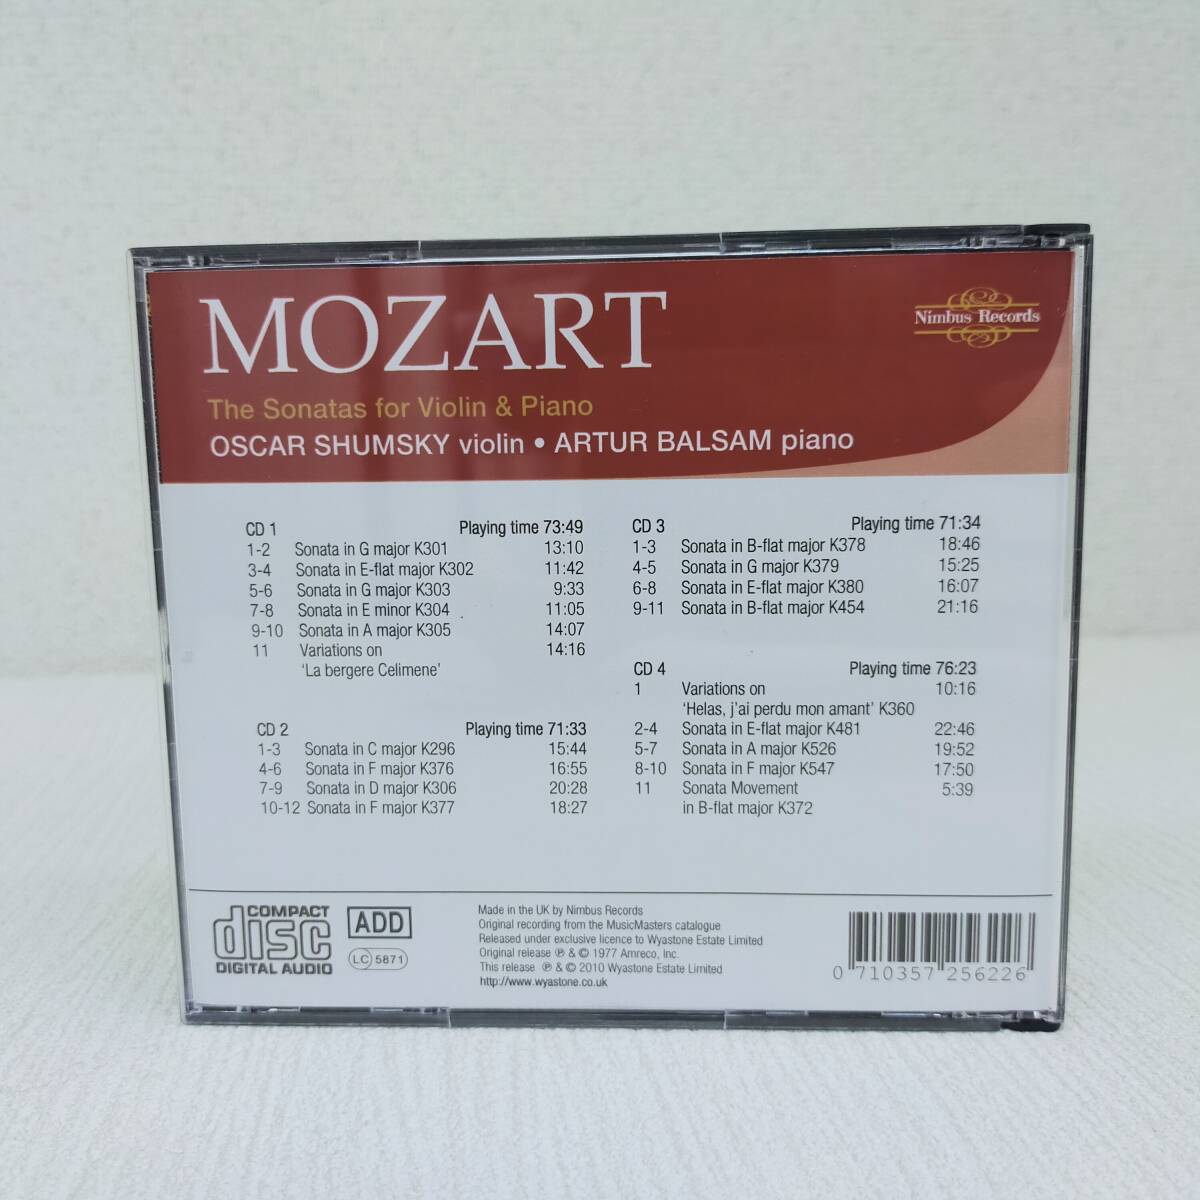 MOZART
Nimbus Records
The Sonatas for Violin & Piano
OSCAR SHUMSKY violin • ARTUR BALSAM piano
CD 1 Playing time 73:49
1-2 Sonata in G major K301 13:10
3-4 Sonata in E-flat major K302 11:42
5-6 Sonata in G major K303 9:33
7-8 Sonata in E minor K304 11:05
9-10 Sonata in A major K305 14:07
11 Variations on 14:16
‘La bergere Celimene’
CD 2 Playing time 71:33
1-3 Sonata in C major K296 15:44
4-6 Sonata in F major K376 16:55
7-9 Sonata in D major K306 20:28
10-12 Sonata in F major K377 18:27
CD 3 Playing time 71:34
1-3 Sonata in B-flat major K378 18:46
4-5 Sonata in G major K379 15:25
6-8 Sonata in E-flat major K380 16:07
9-11 Sonata in B-flat major K454 21:16
CD 4 Playing time 76:23
1 Variations on 10:16
‘Helas, j’ai perdu mon amant’ K360
2-4 Sonata in E-flat major K481 22:46
5-7 Sonata in A major K526 19:52
8-10 Sonata in F major K547 17:50
11 Sonata Movement 5:39
in B-flat major K372
COMPACT
disc
DIGITAL AUDIO
ADD
LC 5871
Made in the UK by Nimbus Records
Original recording from the MusicMasters catalogue
Released under exclusive licence to Wyastone Estate Limited
Original release ℗ & © 1977 Amreco, Inc.
This release ℗ & © 2010 Wyastone Estate Limited
http://www.wyastone.co.uk
0 710357 256226